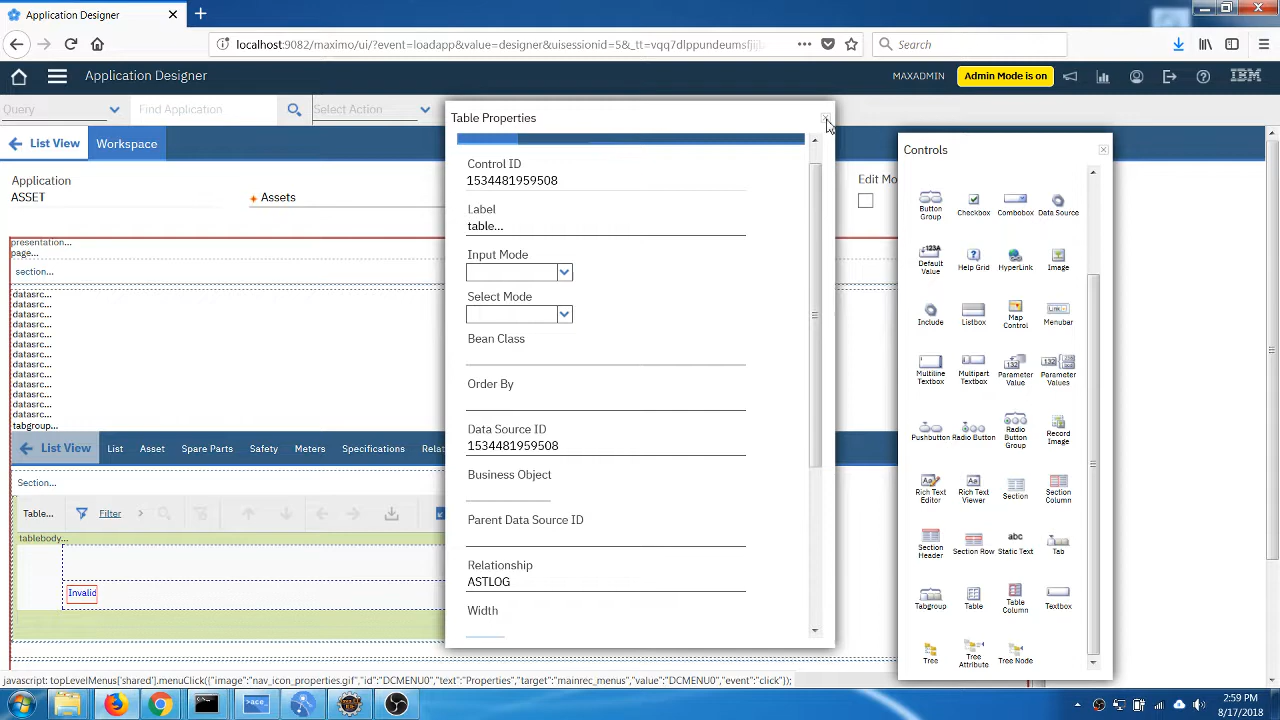 Application Designer
localhost:9082/maximo/ui/?event=loadapp&value=designer&uisessionid=5&_tt=vqq7dlppundeumsfjijl
Search
Application Designer
MAXADMIN
Admin Mode is on
IBM
Query
Find Application
Select Action
List View
Workspace
Application
ASSET
Assets
Edit Mo
presentation...
page...
section...
datasrc...
datasrc...
datasrc...
datasrc...
datasrc...
datasrc...
datasrc...
datasrc...
datasrc...
datasrc...
datasrc...
datasrc...
datasrc...
tabgroup...
List View
List
Asset
Spare Parts
Safety
Meters
Specifications
Relat
Section...
Table...
Filter
tablebody...
Invalid
Table Properties
Control ID
1534481959508
Label
table...
Input Mode
Select Mode
Bean Class
Order By
Data Source ID
1534481959508
Business Object
Parent Data Source ID
Relationship
ASTLOG
Width
Controls
Button Group
Checkbox
Combobox
Data Source
Default Value
Help Grid
HyperLink
Image
Include
Listbox
Map Control
Menubar
Multiline Textbox
Multipart Textbox
Parameter Value
Parameter Values
Pushbutton
Radio Button
Radio Button Group
Record Image
Rich Text Editor
Rich Text Viewer
Section
Section Column
Section Header
Section Row
Static Text
Tab
Tabgroup
Table
Table Column
Textbox
Tree
Tree Attribute
Tree Node
javascript: topLevelMenus['shared'].menuClick({"image":"nav_icon_properties.gif","id":"DCMENU0","text":"Properties","target":"mainrec_menus","value":"DCMENU0","event":"click"});
2:59 PM
8/17/2018